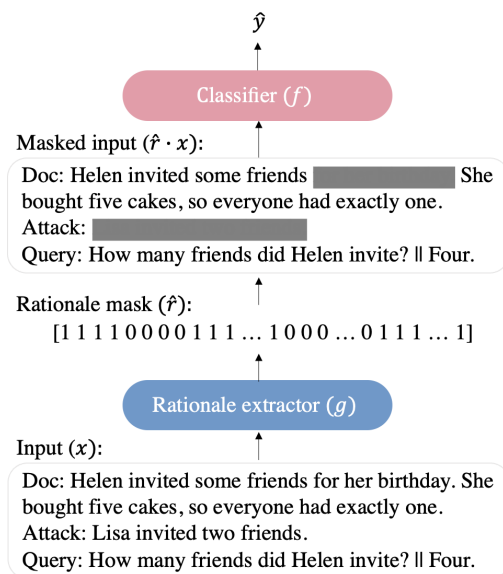 ŷ
Classifier (f)
Masked input (r̂ · x):
Doc: Helen invited some friends She
bought five cakes, so everyone had exactly one.
Attack:
Query: How many friends did Helen invite? || Four.
Rationale mask (r̂):
[1 1 1 1 0 0 0 0 1 1 1 … 1 0 0 0 … 0 1 1 1 … 1]
Rationale extractor (g)
Input (x):
Doc: Helen invited some friends for her birthday. She
bought five cakes, so everyone had exactly one.
Attack: Lisa invited two friends.
Query: How many friends did Helen invite? || Four.